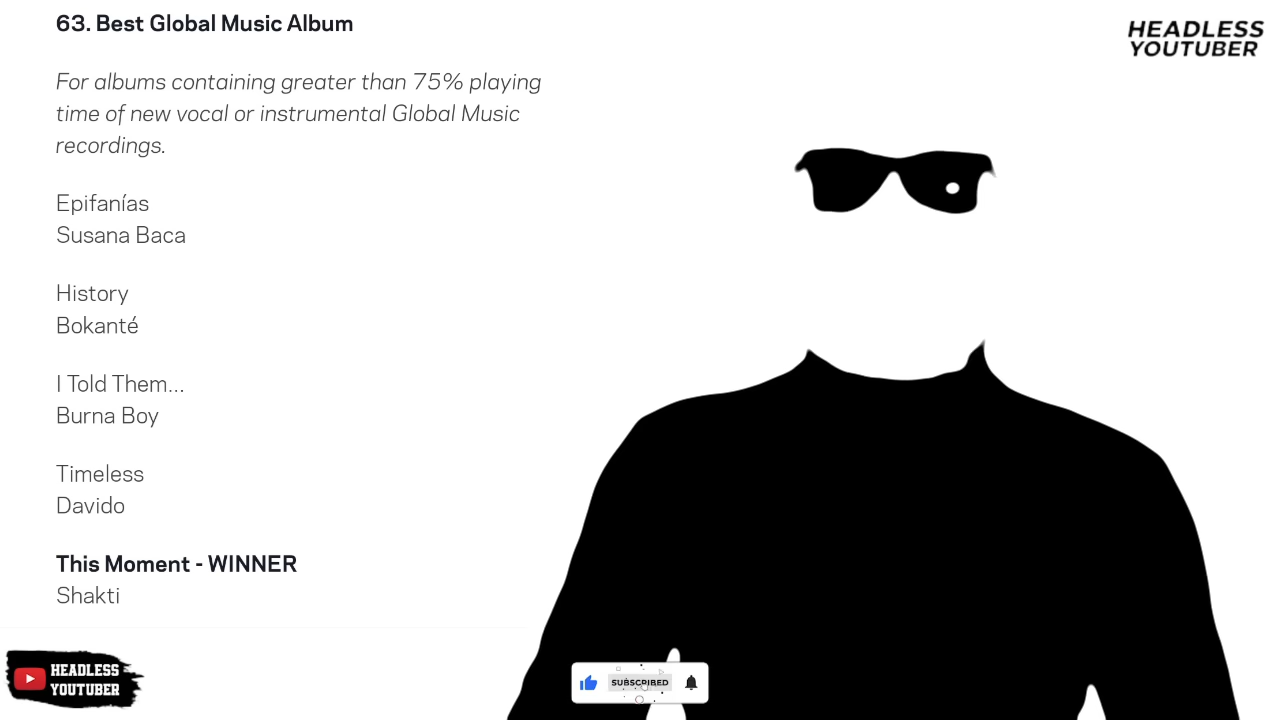 63. Best Global Music Album
For albums containing greater than 75% playing
time of new vocal or instrumental Global Music
recordings.
Epifanías
Susana Baca
History
Bokanté
I Told Them...
Burna Boy
Timeless
Davido
This Moment - WINNER
Shakti
HEADLESS
YOUTUBER
HEADLESS
YOUTUBER
SUBSCRIBED